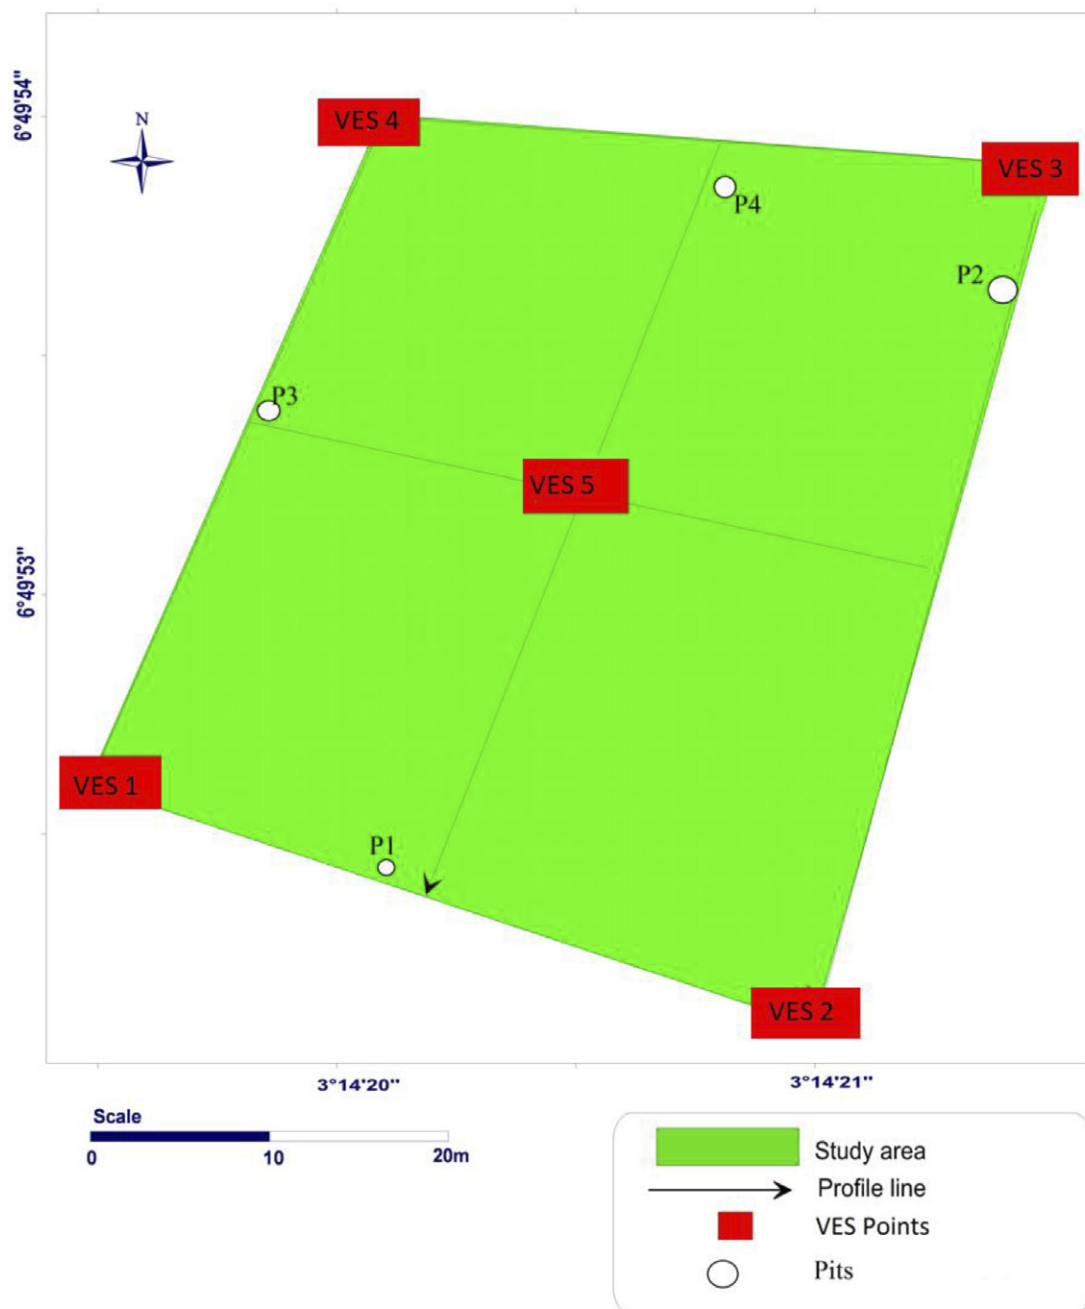 6°49'54"
VES 4
N
VES 3
P4
P2
P3
VES 5
6°49'53"
VES 1
P1
VES 2
3°14'20"
3°14'21"
Scale
0 10 20m
Study area
Profile line
VES Points
Pits